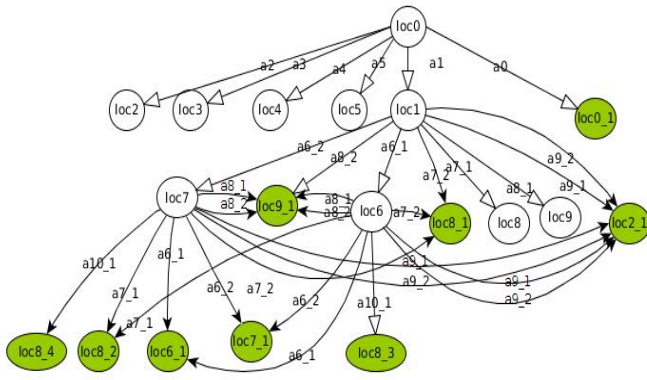 loc0
a2
a3
a4
a5
a1
a0
loc2
loc3
loc4
loc5
loc1
loc0_1
a6_2
a8_2
a6_1
a7_2
a7_1
a8_1
a9_1
a9_2
loc7
a8_1
a8_2
loc9_1
a8_1
a8_2
loc6
a7_2
loc8_1
loc8
loc9
loc2_1
a10_1
a7_1
a6_1
a6_2
a7_2
a7_1
a6_2
a6_1
a10_1
a9_1
a9_2
a9_1
a9_2
loc8_4
loc8_2
loc6_1
loc7_1
loc8_3